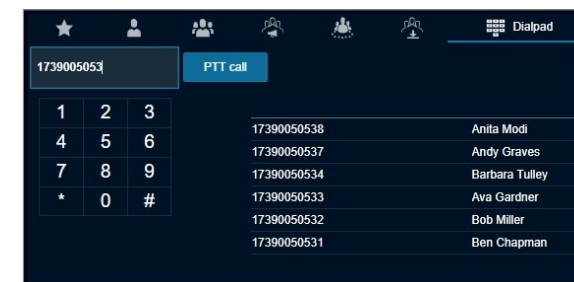 Dialpad
1739005053
PTT call
1 2 3
4 5 6
7 8 9
* 0 #
17390050538 Anita Modi
17390050537 Andy Graves
17390050534 Barbara Tulley
17390050533 Ava Gardner
17390050532 Bob Miller
17390050531 Ben Chapman